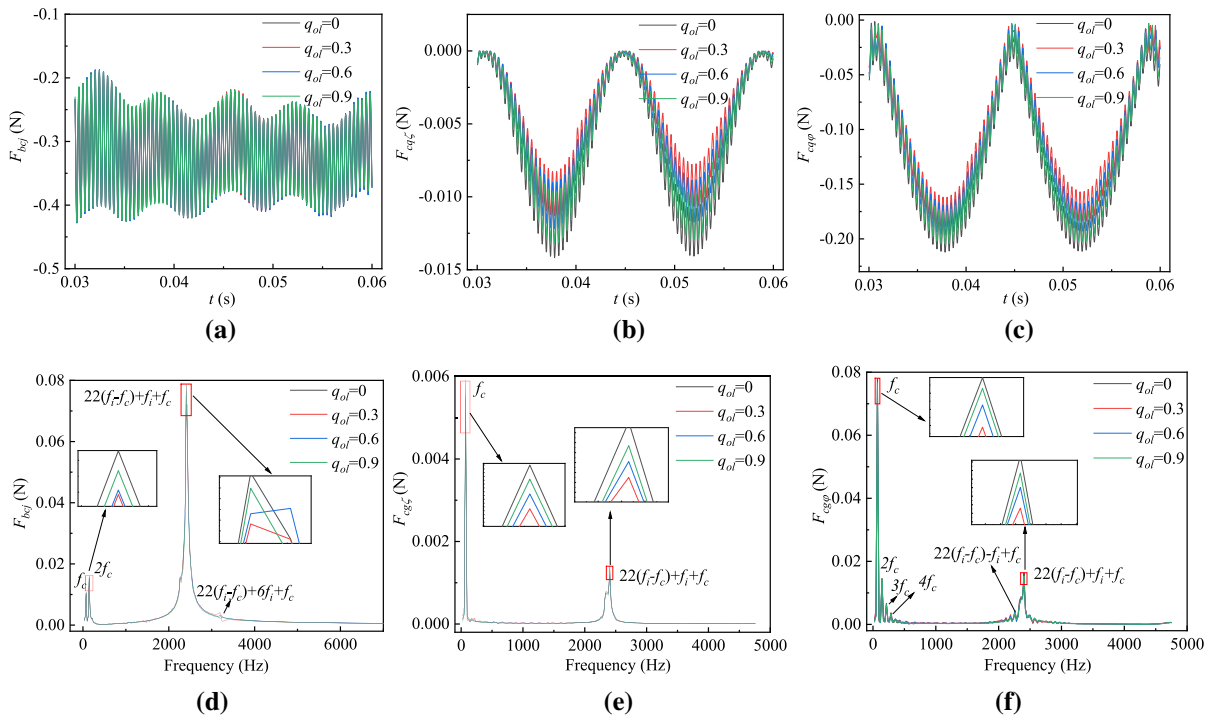 -0.1
-0.2
-0.3
-0.4
-0.5
F_bcj (N)
q_ol=0
q_ol=0.3
q_ol=0.6
q_ol=0.9
0.03 0.04 0.05 0.06
t (s)
(a)
0.000
-0.005
-0.010
-0.015
F_cqζ (N)
q_ol=0
q_ol=0.3
q_ol=0.6
q_ol=0.9
0.03 0.04 0.05 0.06
t (s)
(b)
0.00
-0.05
-0.10
-0.15
-0.20
F_cqφ (N)
q_ol=0
q_ol=0.3
q_ol=0.6
q_ol=0.9
0.03 0.04 0.05 0.06
t (s)
(c)
0.08
0.06
0.04
0.02
0.00
F_bcj (N)
22(f_i-f_c)+f_i+f_c
q_ol=0
q_ol=0.3
q_ol=0.6
q_ol=0.9
f_c 2f_c
22(f_i-f_c)+6f_i+f_c
0 2000 4000 6000
Frequency (Hz)
(d)
0.006
0.004
0.002
0.000
F_cgζ (N)
f_c
q_ol=0
q_ol=0.3
q_ol=0.6
q_ol=0.9
22(f_i-f_c)+f_i+f_c
0 1000 2000 3000 4000 5000
Frequency (Hz)
(e)
0.08
0.06
0.04
0.02
0.00
F_cgφ (N)
f_c
q_ol=0
q_ol=0.3
q_ol=0.6
q_ol=0.9
22(f_i-f_c)-f_i+f_c
2f_c
3f_c 4f_c
22(f_i-f_c)+f_i+f_c
0 1000 2000 3000 4000 5000
Frequency (Hz)
(f)